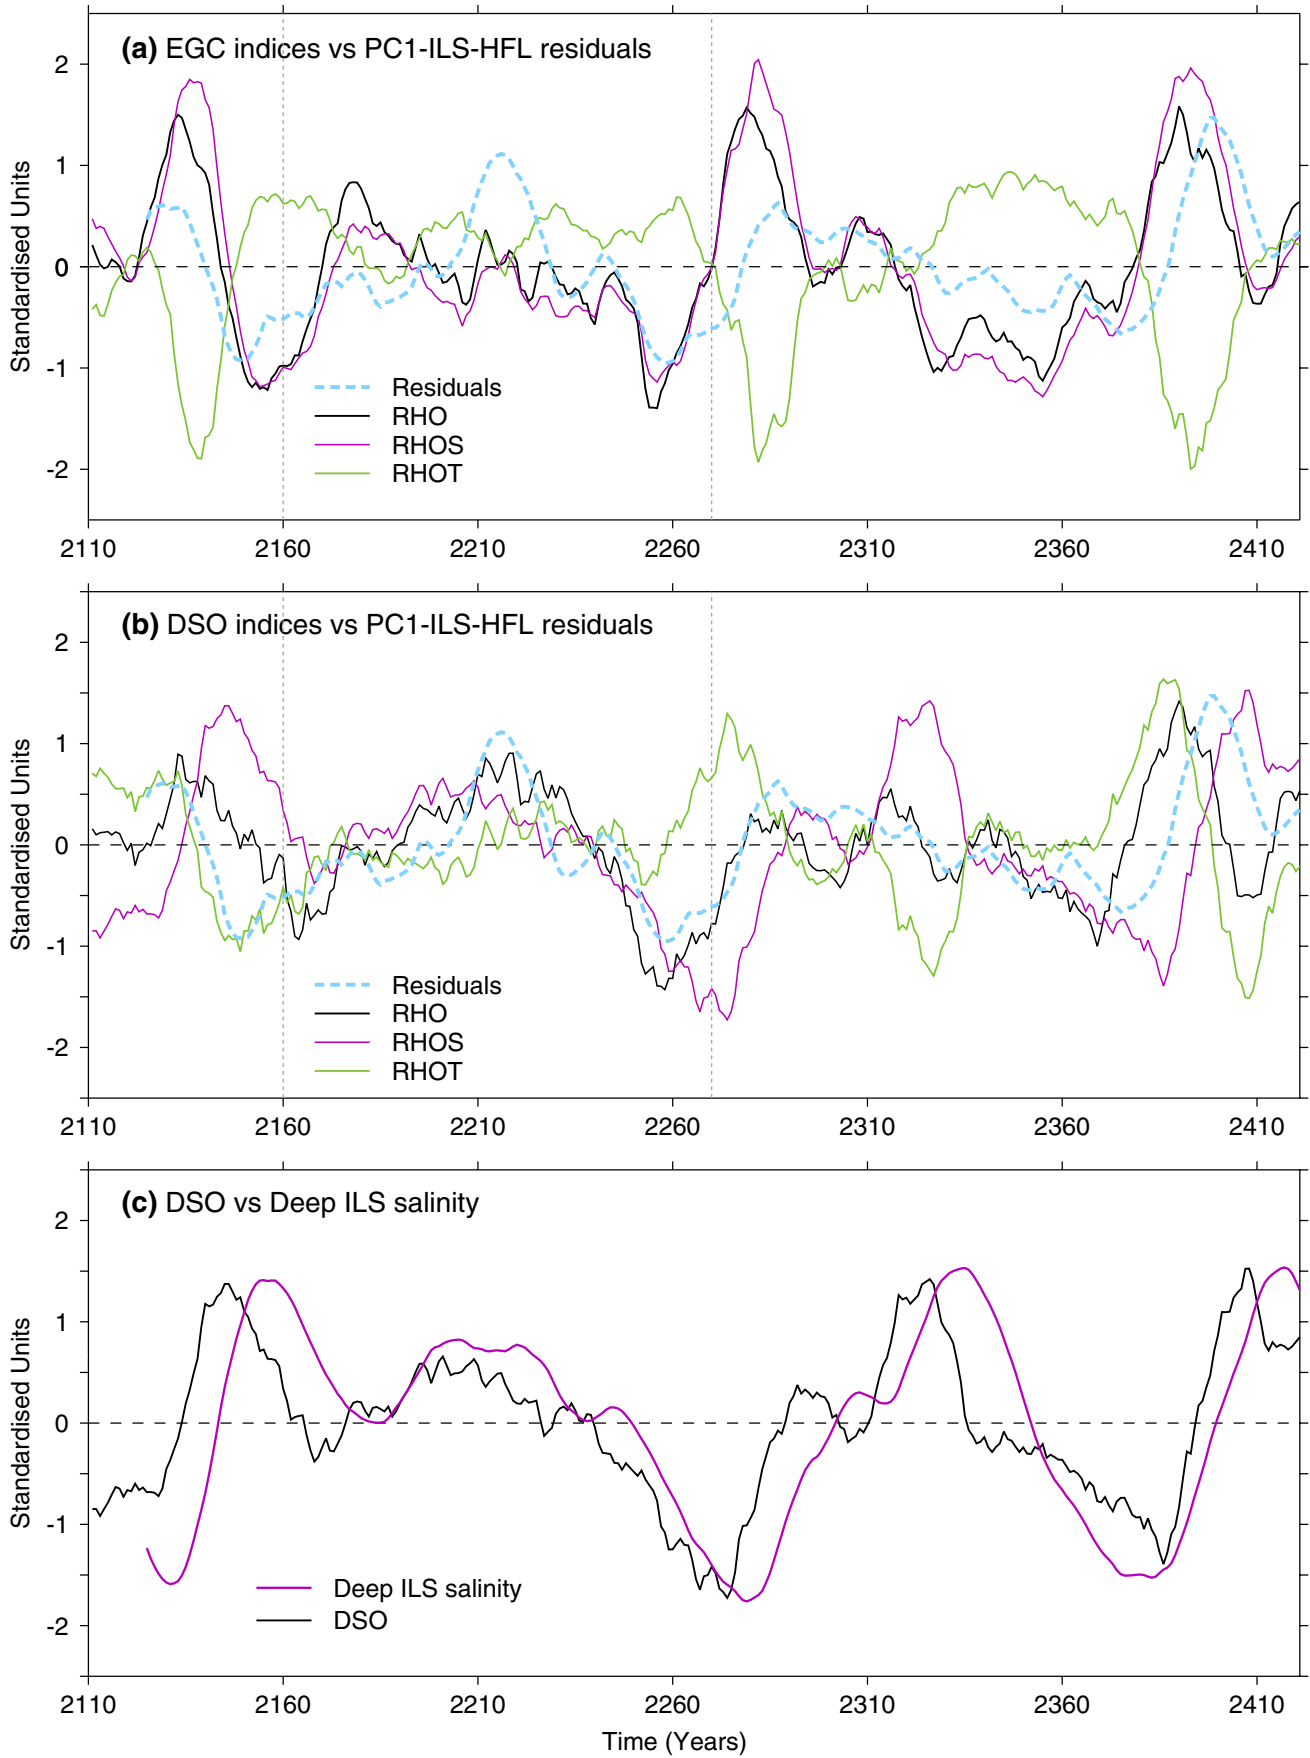 (a) EGC indices vs PC1-ILS-HFL residuals
2
1
0
-1
-2
Standardised Units
Residuals
RHO
RHOS
RHOT
2110 2160 2210 2260 2310 2360 2410
(b) DSO indices vs PC1-ILS-HFL residuals
2
1
0
-1
-2
Standardised Units
Residuals
RHO
RHOS
RHOT
2110 2160 2210 2260 2310 2360 2410
(c) DSO vs Deep ILS salinity
2
1
0
-1
-2
Standardised Units
Deep ILS salinity
DSO
2110 2160 2210 2260 2310 2360 2410
Time (Years)